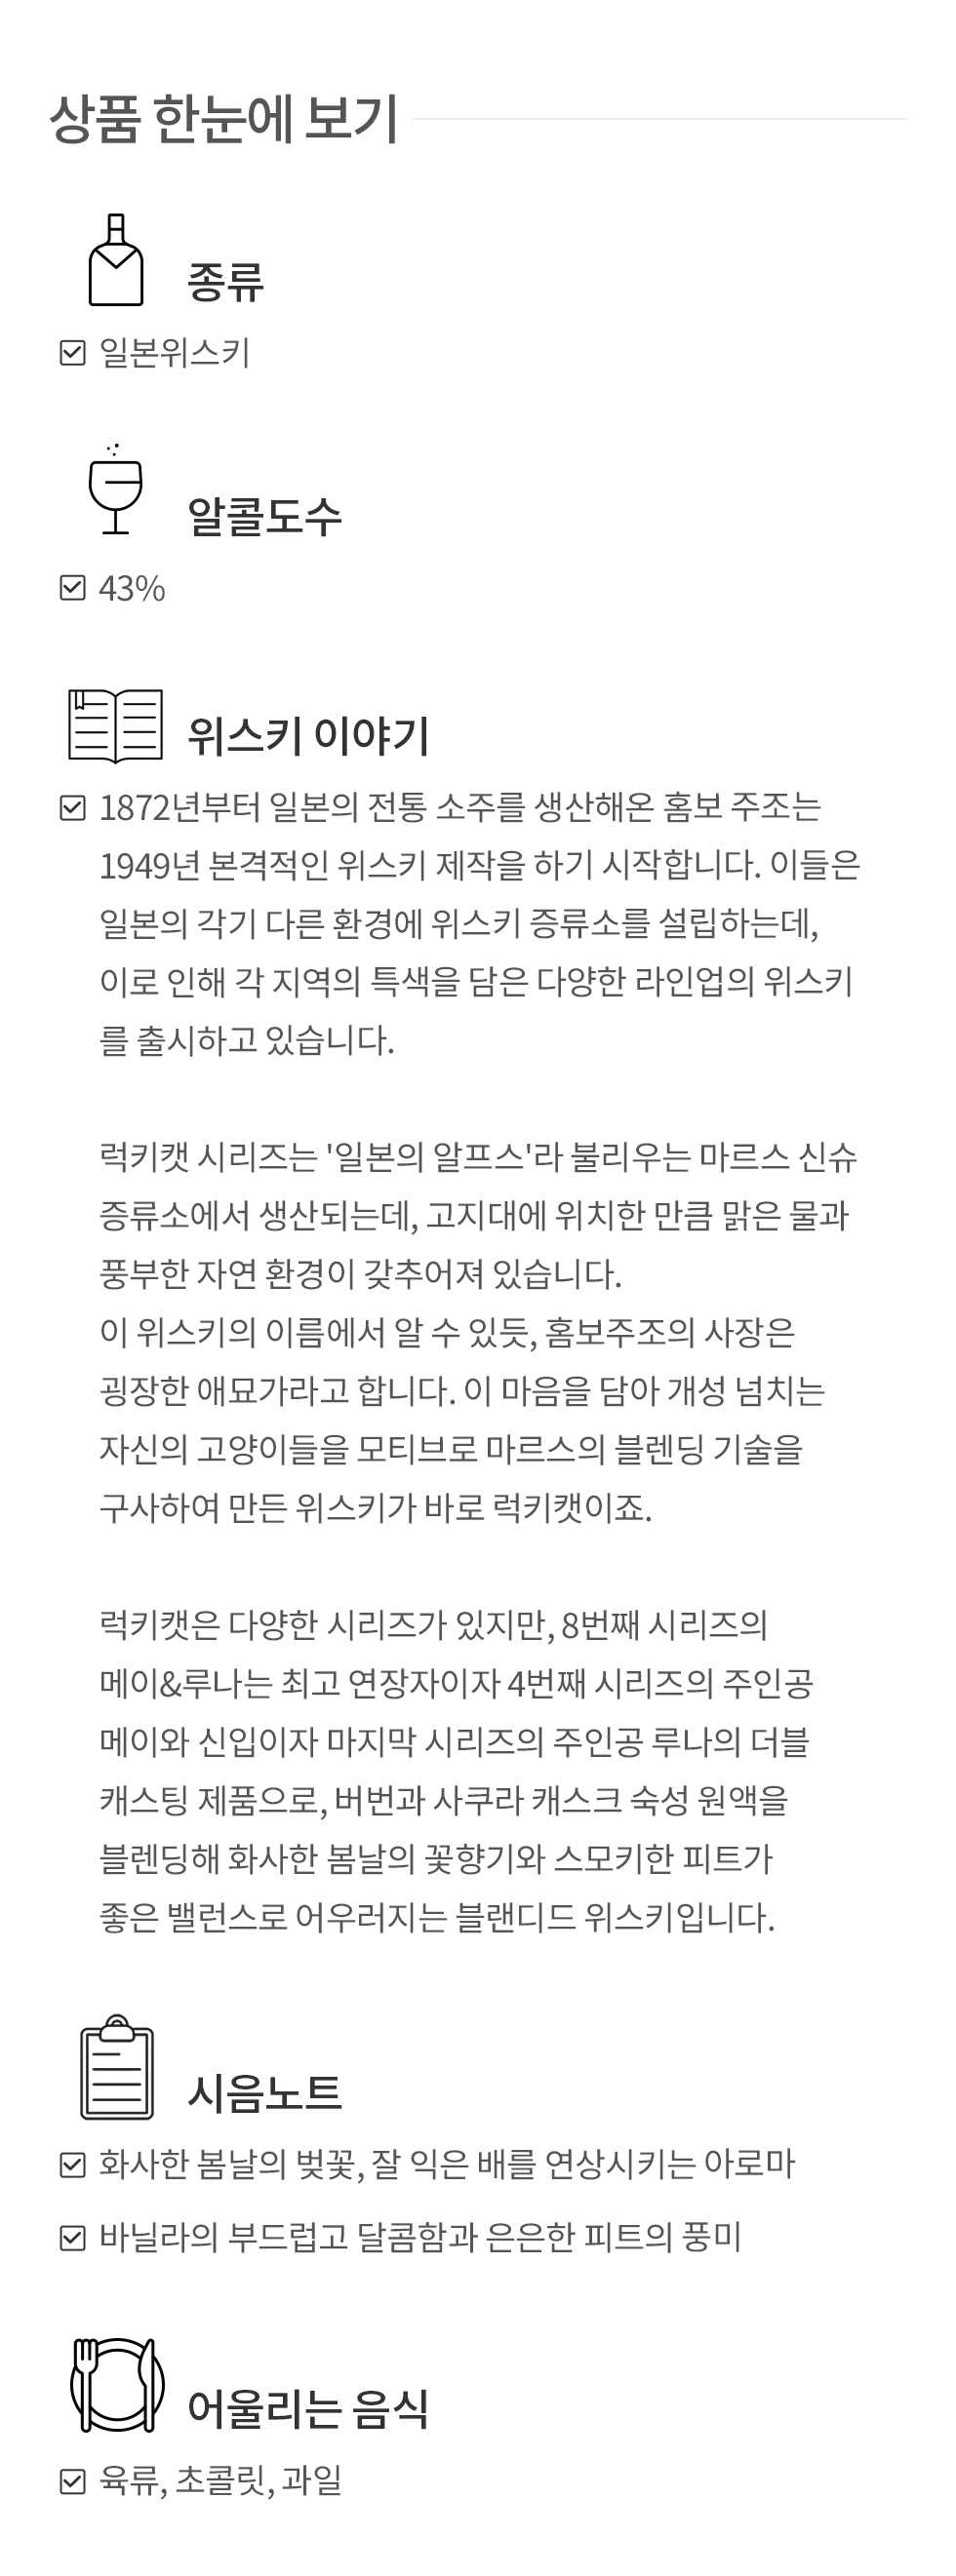 상품 한눈에 보기
종류
일본위스키
알콜도수
43%
위스키 이야기
1872년부터 일본의 전통 소주를 생산해온 홈보 주조는
1949년 본격적인 위스키 제작을 하기 시작합니다. 이들은
일본의 각기 다른 환경에 위스키 증류소를 설립하는데,
이로 인해 각 지역의 특색을 담은 다양한 라인업의 위스키
를 출시하고 있습니다.
럭키캣 시리즈는 '일본의 알프스'라 불리우는 마르스 신슈
증류소에서 생산되는데, 고지대에 위치한 만큼 맑은 물과
풍부한 자연 환경이 갖추어져 있습니다.
이 위스키의 이름에서 알 수 있듯, 홈보주조의 사장은
굉장한 애묘가라고 합니다. 이 마음을 담아 개성 넘치는
자신의 고양이들을 모티브로 마르스의 블렌딩 기술을
구사하여 만든 위스키가 바로 럭키캣이죠.
럭키캣은 다양한 시리즈가 있지만, 8번째 시리즈의
메이&루나는 최고 연장자이자 4번째 시리즈의 주인공
메이와 신입이자 마지막 시리즈의 주인공 루나의 더블
캐스팅 제품으로, 버번과 사쿠라 캐스크 숙성 원액을
블렌딩해 화사한 봄날의 꽃향기와 스모키한 피트가
좋은 밸런스로 어우러지는 블랜디드 위스키입니다.
시음노트
화사한 봄날의 벚꽃, 잘 익은 배를 연상시키는 아로마
바닐라의 부드럽고 달콤함과 은은한 피트의 풍미
어울리는 음식
육류, 초콜릿, 과일